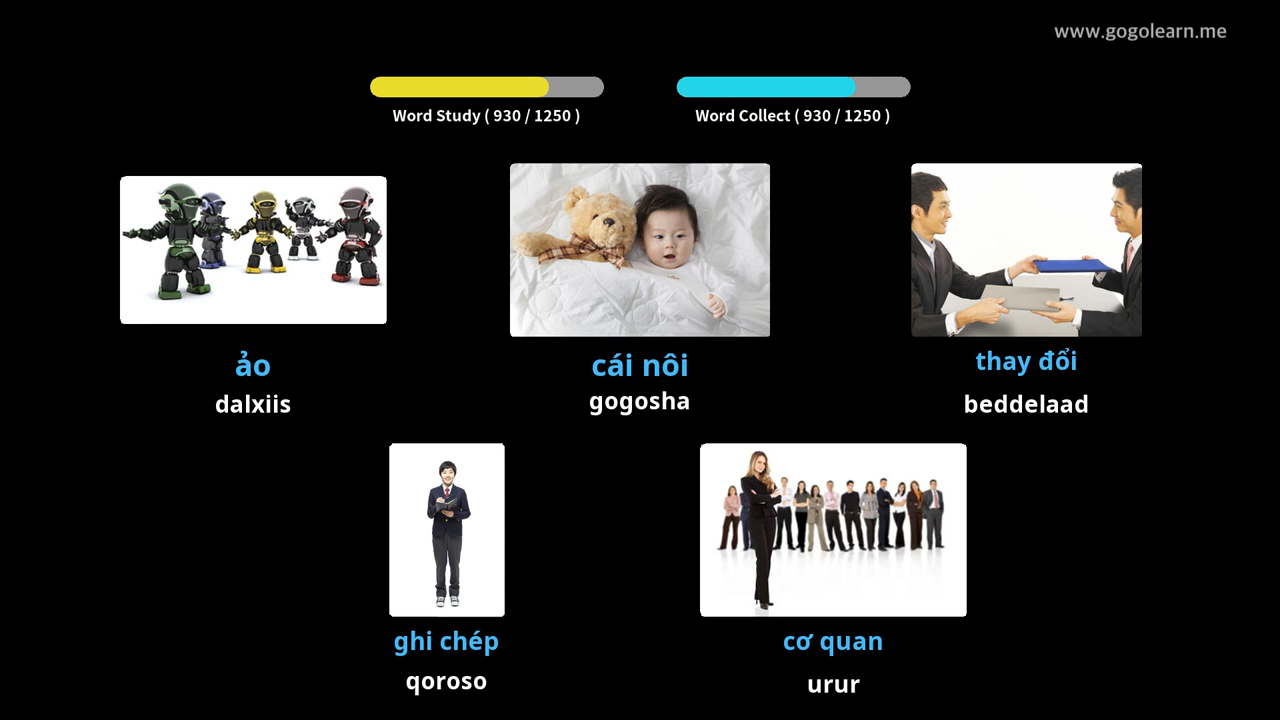 www.gogolearn.me
Word Study ( 930 / 1250 )
Word Collect ( 930 / 1250 )
ảo
dalxiis
cái nôi
gogosha
thay đổi
beddelaad
ghi chép
qoroso
cơ quan
urur